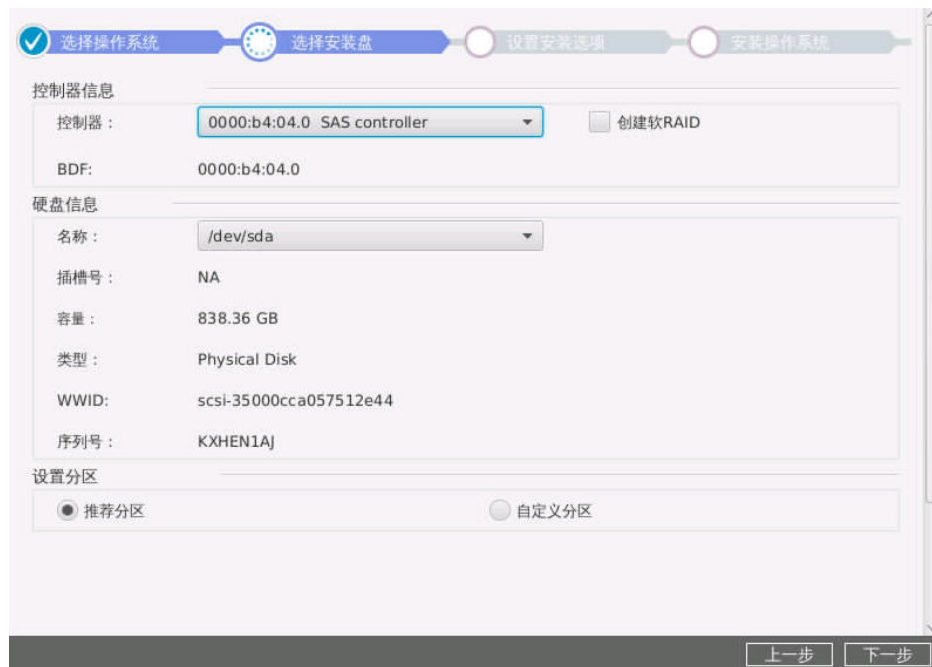 选择操作系统 选择安装盘 设置安装选项 安装操作系统
控制器信息
控制器： 0000:b4:04.0 SAS controller 创建软RAID
BDF: 0000:b4:04.0
硬盘信息
名称： /dev/sda
插槽号： NA
容量： 838.36 GB
类型： Physical Disk
WWID: scsi-35000cca057512e44
序列号： KXHEN1AJ
设置分区
推荐分区 自定义分区
上一步 下一步